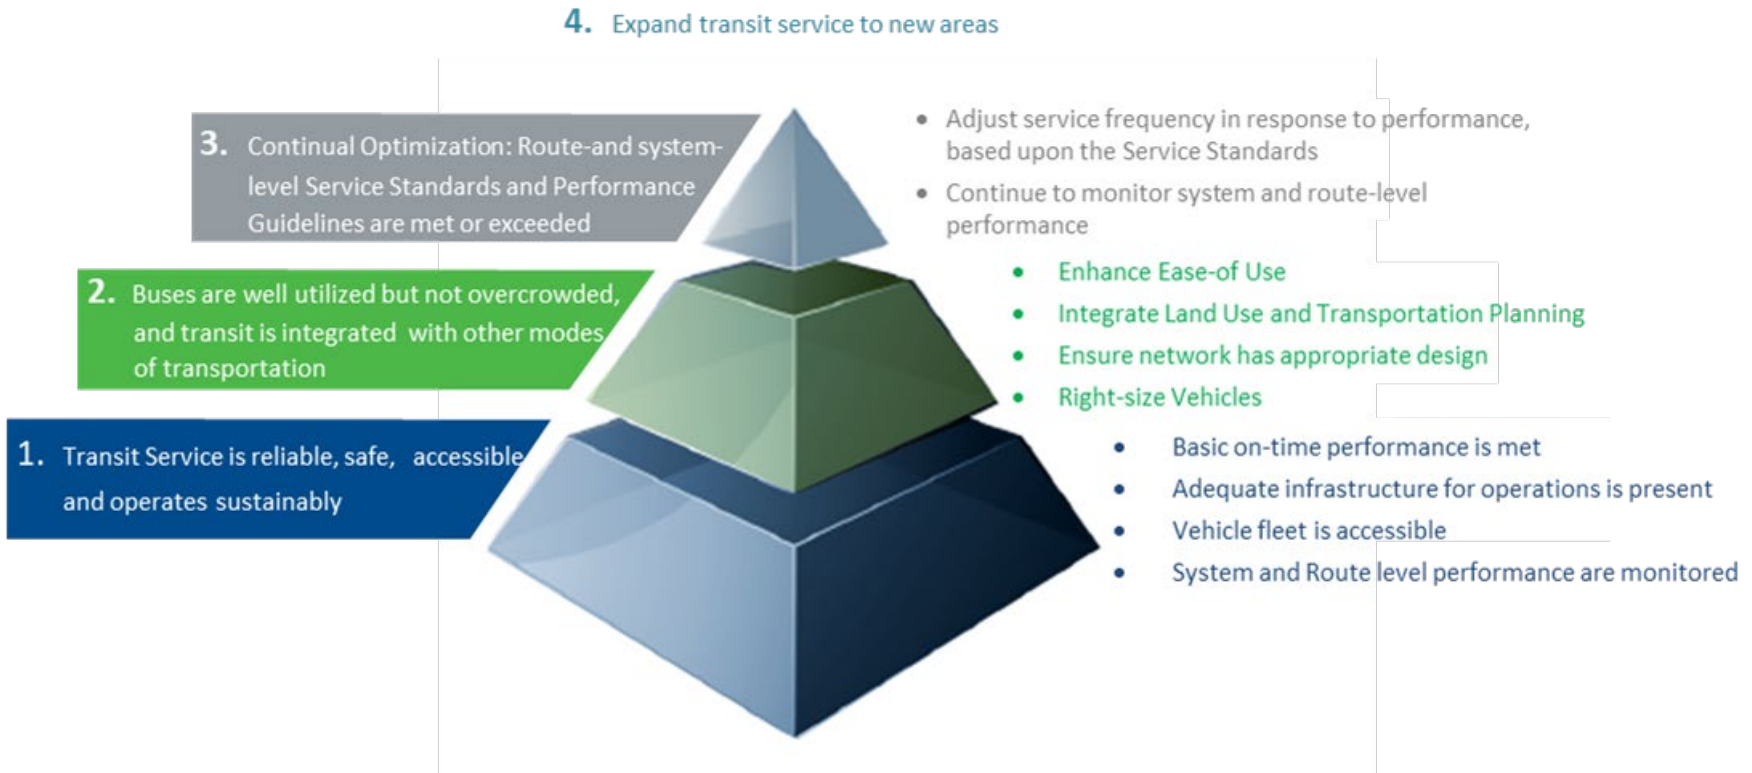 4. Expand transit service to new areas
3. Continual Optimization: Route-and system-
level Service Standards and Performance
Guidelines are met or exceeded
• Adjust service frequency in response to performance,
based upon the Service Standards
• Continue to monitor system and route-level
performance
2. Buses are well utilized but not overcrowded,
and transit is integrated with other modes
of transportation
• Enhance Ease-of Use
• Integrate Land Use and Transportation Planning
• Ensure network has appropriate design
• Right-size Vehicles
1. Transit Service is reliable, safe, accessible
and operates sustainably
• Basic on-time performance is met
• Adequate infrastructure for operations is present
• Vehicle fleet is accessible
• System and Route level performance are monitored